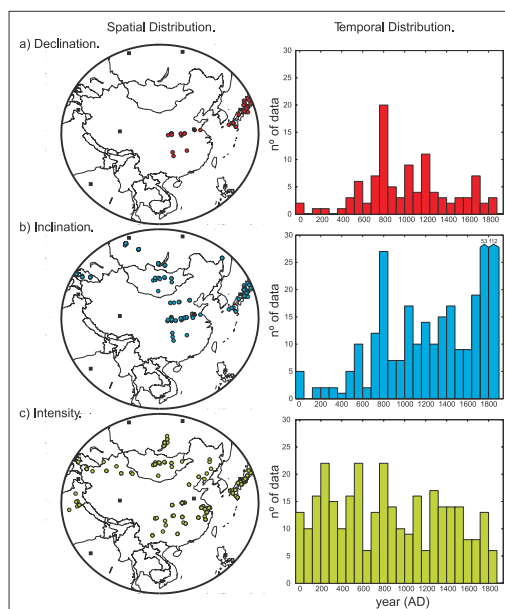 Spatial Distribution.
Temporal Distribution.
a) Declination.
30
25
20
15
10
5
0
nº of data
0 200 400 600 800 1000 1200 1400 1600 1800
b) Inclination.
53 112
30
25
20
15
10
5
0
nº of data
0 200 400 600 800 1000 1200 1400 1600 1800
c) Intensity.
30
25
20
15
10
5
0
nº of data
0 200 400 600 800 1000 1200 1400 1600 1800
year (AD)